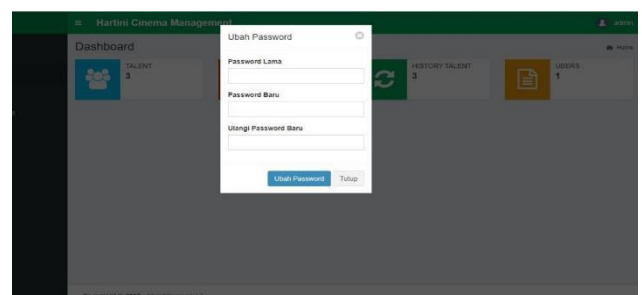 Hartini Cinema Management
admin
Dashboard
Home
Ubah Password
Password Lama
Password Baru
Ulangi Password Baru
Ubah Password
Tutup
TALENT
3
HISTORY TALENT
3
USERS
1